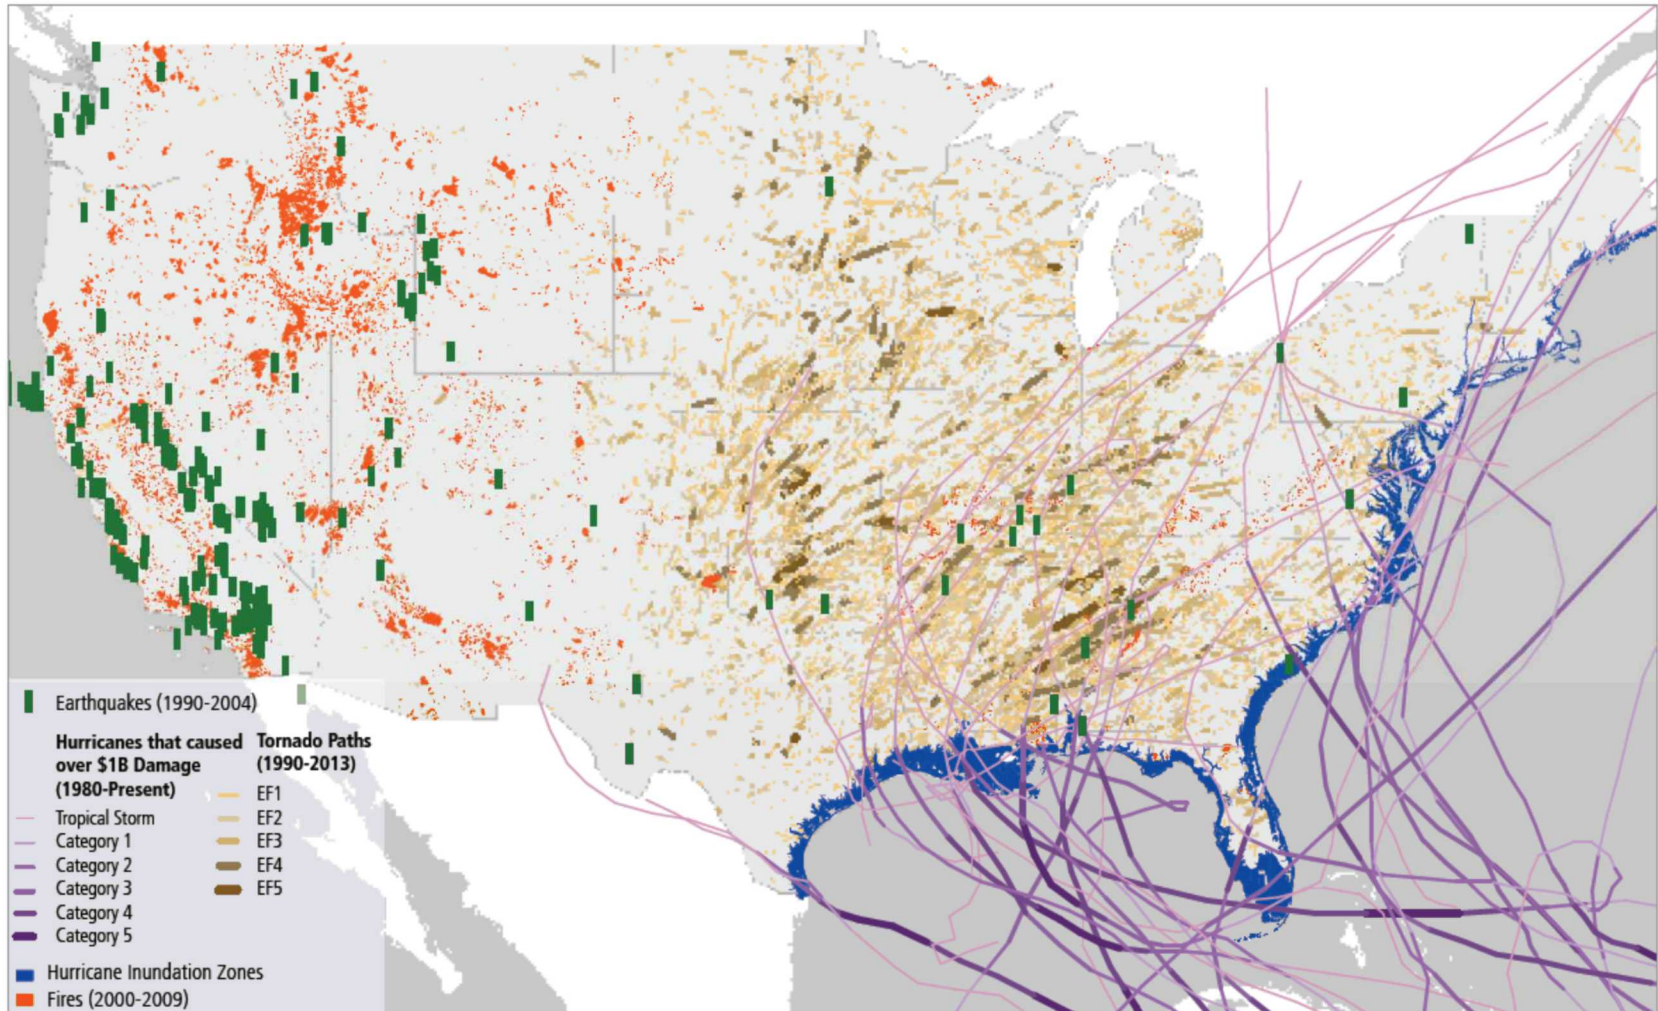 Earthquakes (1990-2004)
Hurricanes that caused
over $1B Damage
(1980-Present)
Tropical Storm
Category 1
Category 2
Category 3
Category 4
Category 5
Tornado Paths
(1990-2013)
EF1
EF2
EF3
EF4
EF5
Hurricane Inundation Zones
Fires (2000-2009)